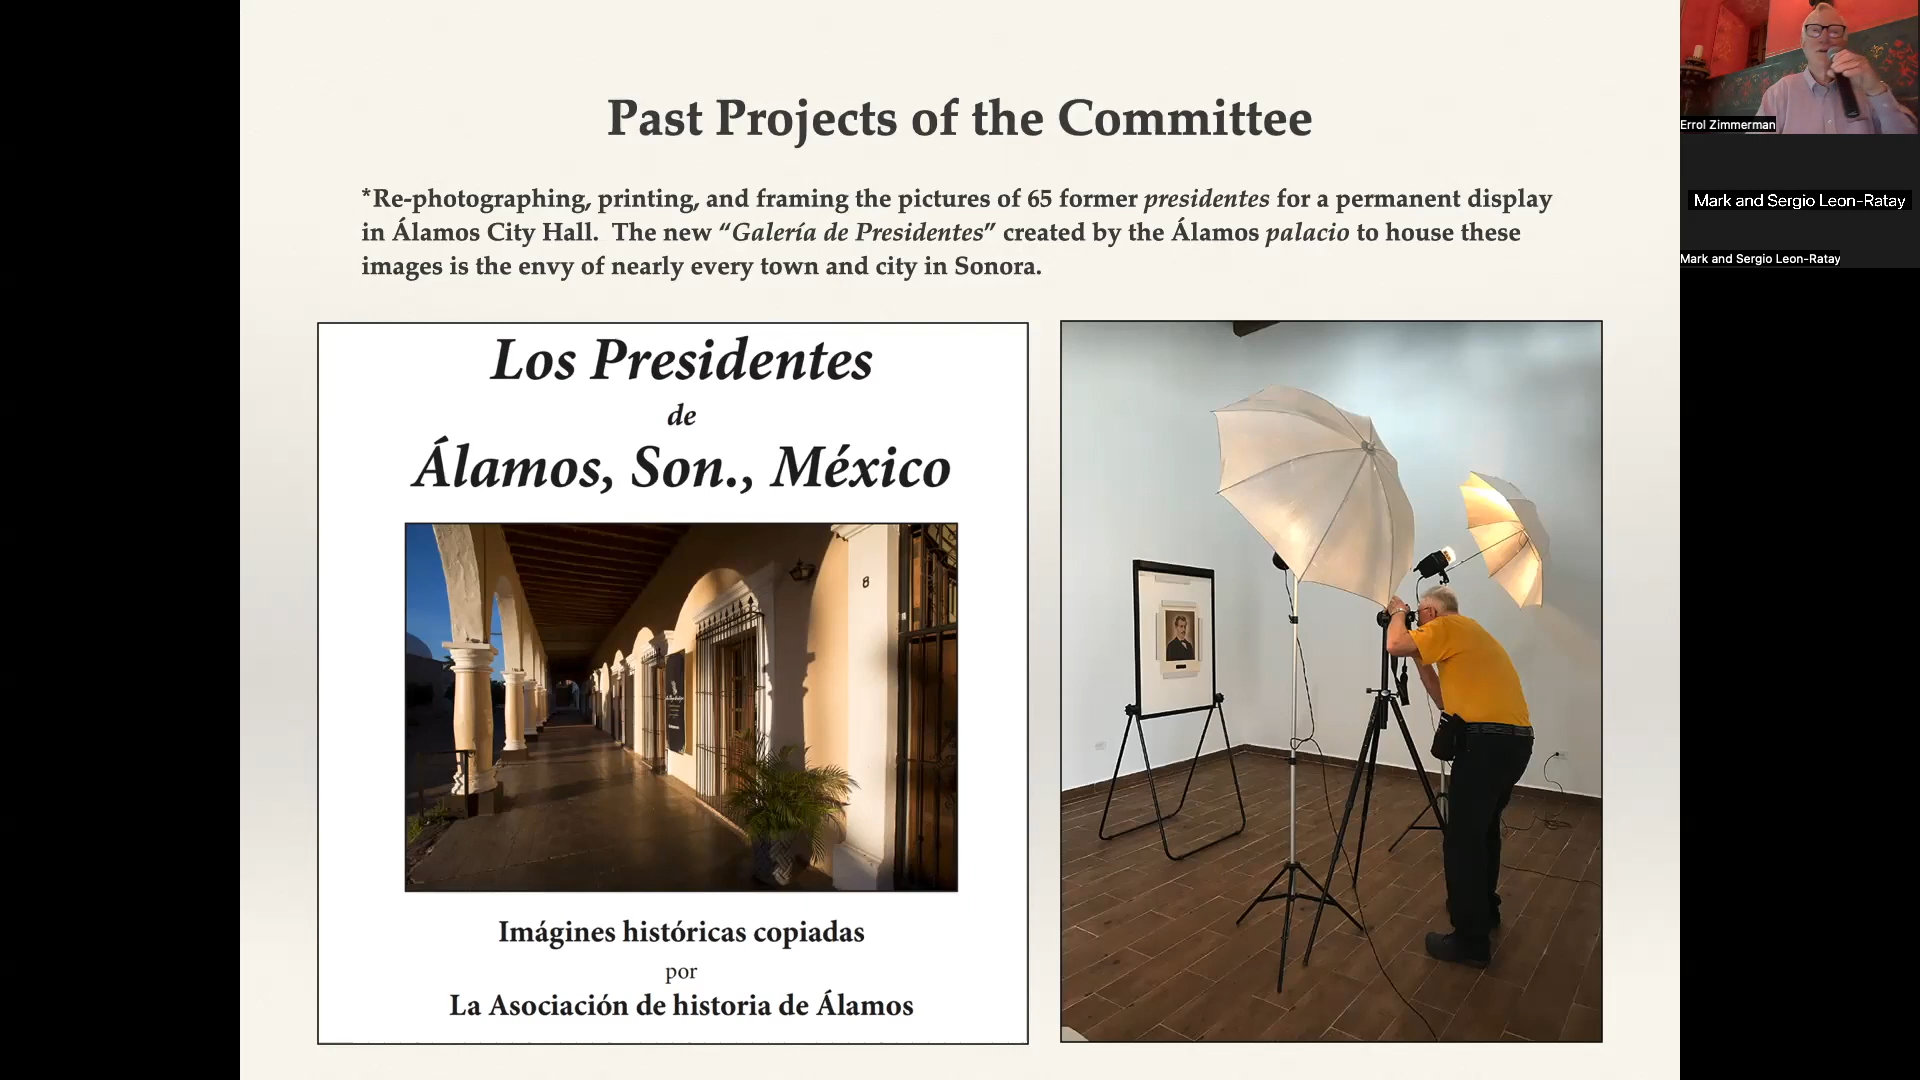 Past Projects of the Committee
*Re-photographing, printing, and framing the pictures of 65 former presidentes for a permanent display
in Álamos City Hall. The new “Galería de Presidentes” created by the Álamos palacio to house these
images is the envy of nearly every town and city in Sonora.
Los Presidentes
de
Álamos, Son., México
8
Imágines históricas copiadas
por
La Asociación de historia de Álamos
Errol Zimmerman
Mark and Sergio Leon-Ratay
Mark and Sergio Leon-Ratay